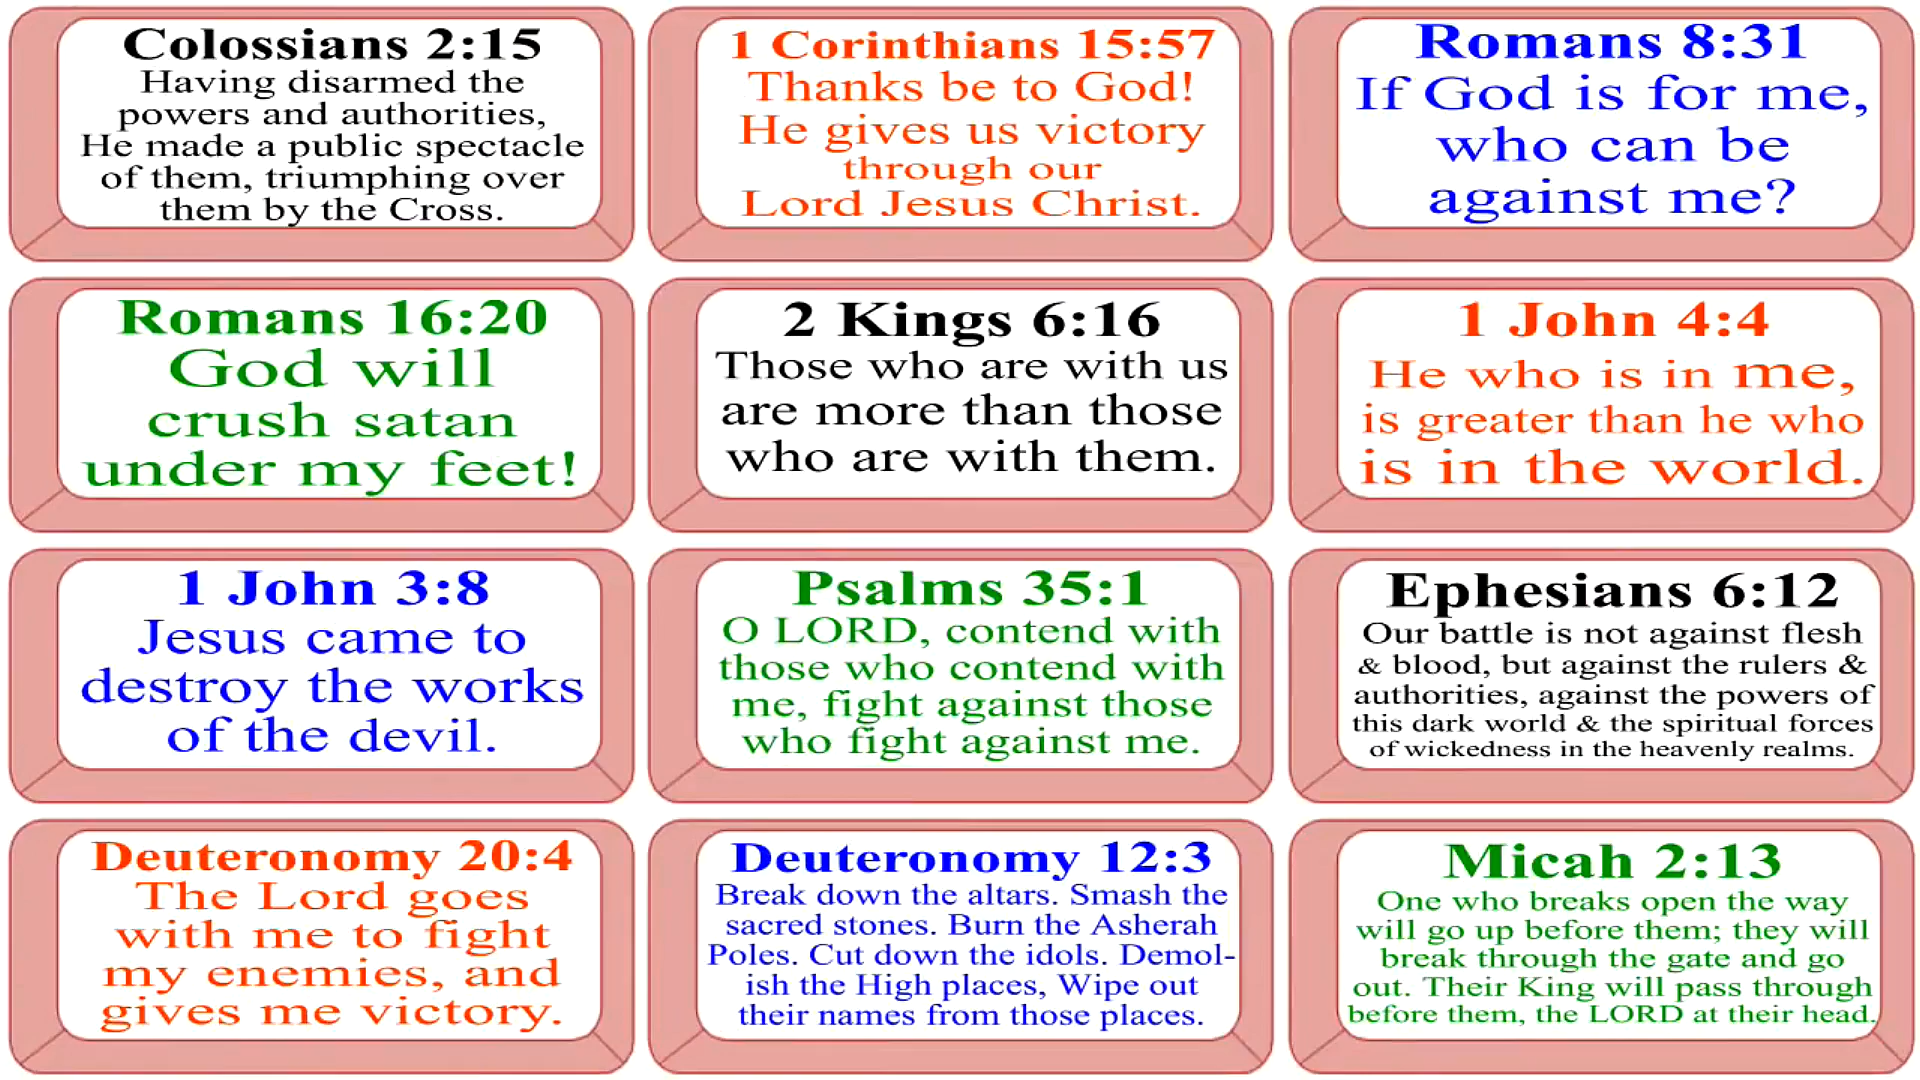 Colossians 2:15
Having disarmed the
powers and authorities,
He made a public spectacle
of them, triumphing over
them by the Cross.
1 Corinthians 15:57
Thanks be to God!
He gives us victory
through our
Lord Jesus Christ.
Romans 8:31
If God is for me,
who can be
against me?
Romans 16:20
God will
crush satan
under my feet!
2 Kings 6:16
Those who are with us
are more than those
who are with them.
1 John 4:4
He who is in me,
is greater than he who
is in the world.
1 John 3:8
Jesus came to
destroy the works
of the devil.
Psalms 35:1
O LORD, contend with
those who contend with
me, fight against those
who fight against me.
Ephesians 6:12
Our battle is not against flesh
& blood, but against the rulers &
authorities, against the powers of
this dark world & the spiritual forces
of wickedness in the heavenly realms.
Deuteronomy 20:4
The Lord goes
with me to fight
my enemies, and
gives me victory.
Deuteronomy 12:3
Break down the altars. Smash the
sacred stones. Burn the Asherah
Poles. Cut down the idols. Demol-
ish the High places, Wipe out
their names from those places.
Micah 2:13
One who breaks open the way
will go up before them; they will
break through the gate and go
out. Their King will pass through
before them, the LORD at their head.